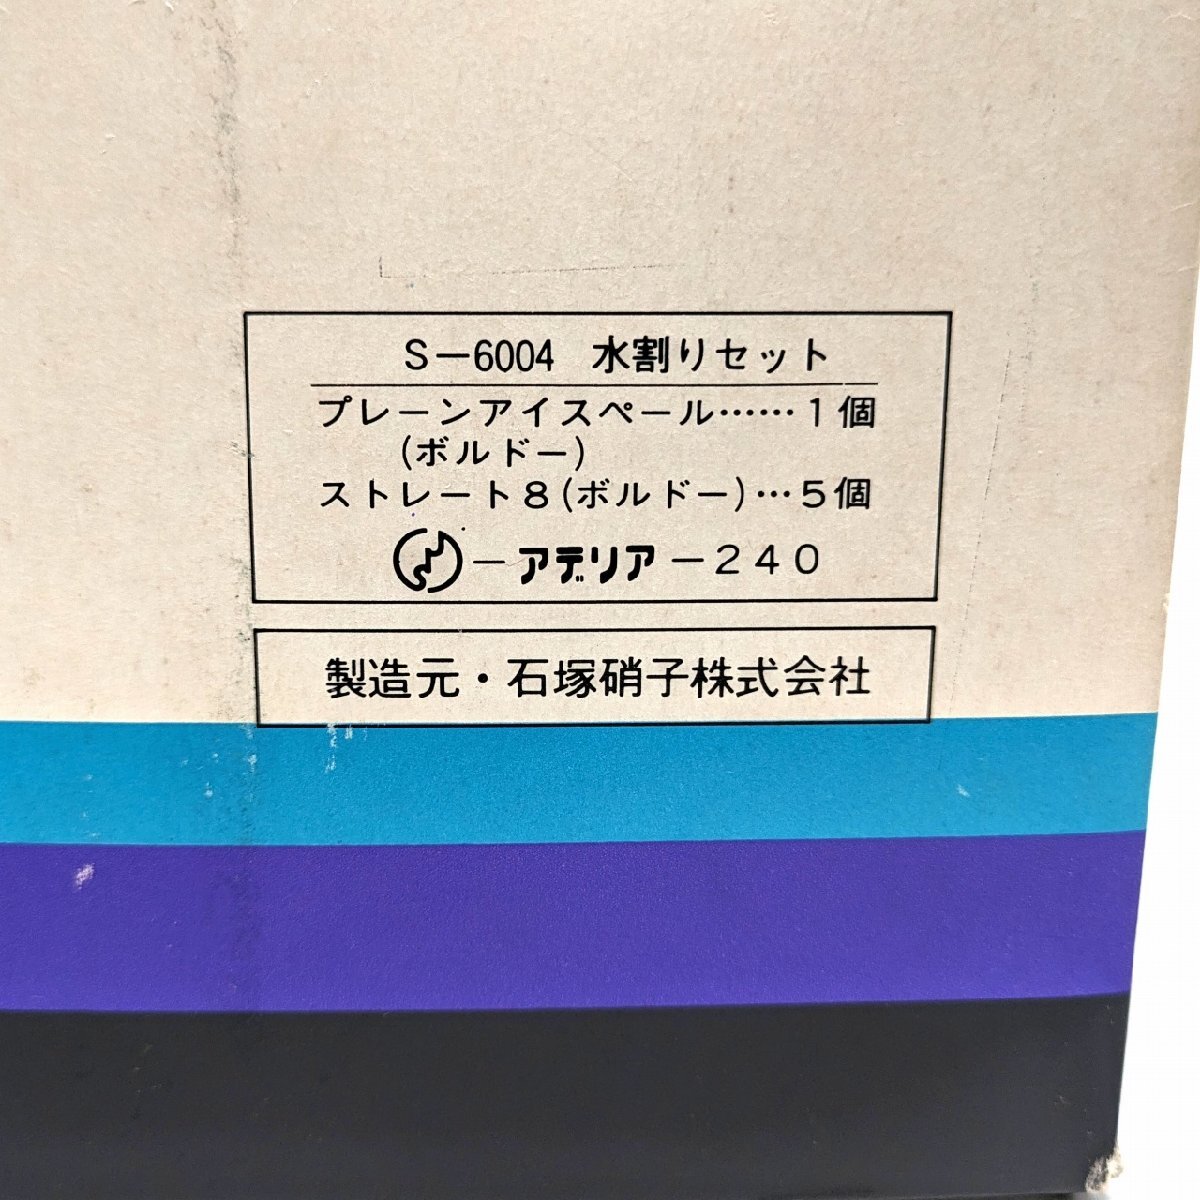 S−6004 水割りセット
プレーンアイスペール……1個
(ボルドー)
ストレート8(ボルドー)…5個
−アデリア−240
製造元・石塚硝子株式会社